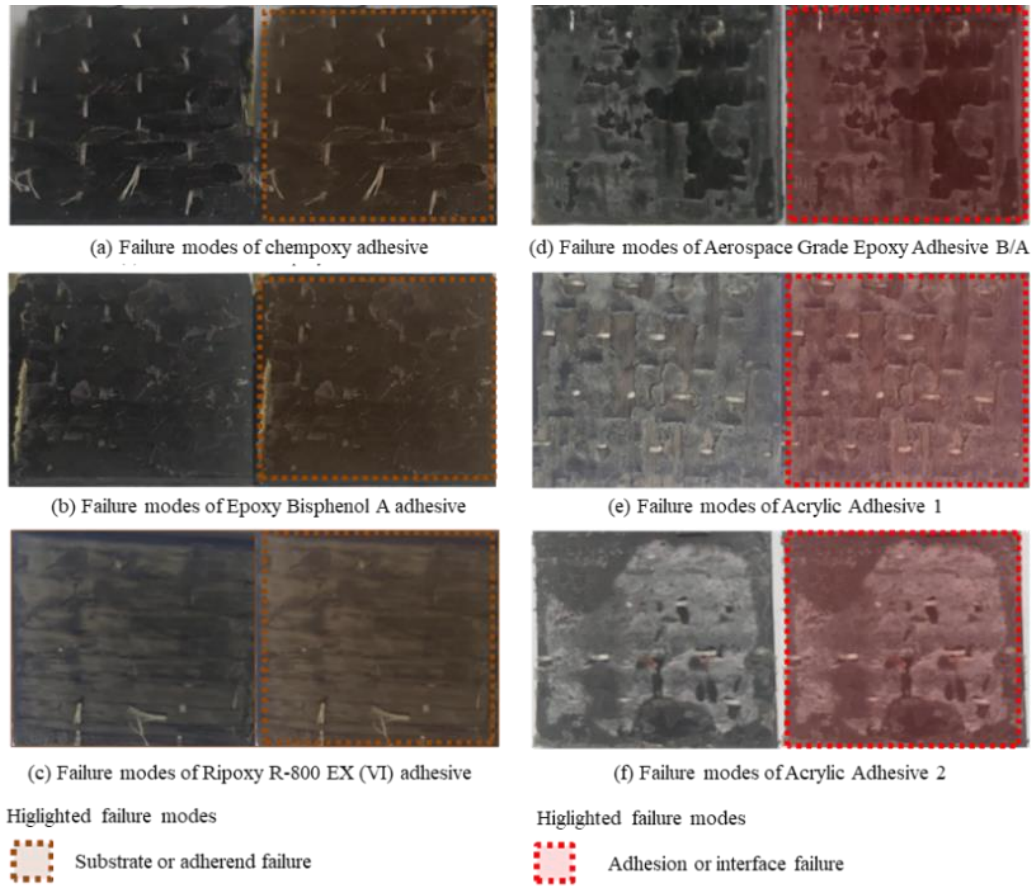 (a) Failure modes of chempoxy adhesive
(d) Failure modes of Aerospace Grade Epoxy Adhesive B/A
(b) Failure modes of Epoxy Bisphenol A adhesive
(e) Failure modes of Acrylic Adhesive 1
(c) Failure modes of Ripoxy R-800 EX (VI) adhesive
(f) Failure modes of Acrylic Adhesive 2
Higlighted failure modes
Substrate or adherend failure
Higlighted failure modes
Adhesion or interface failure